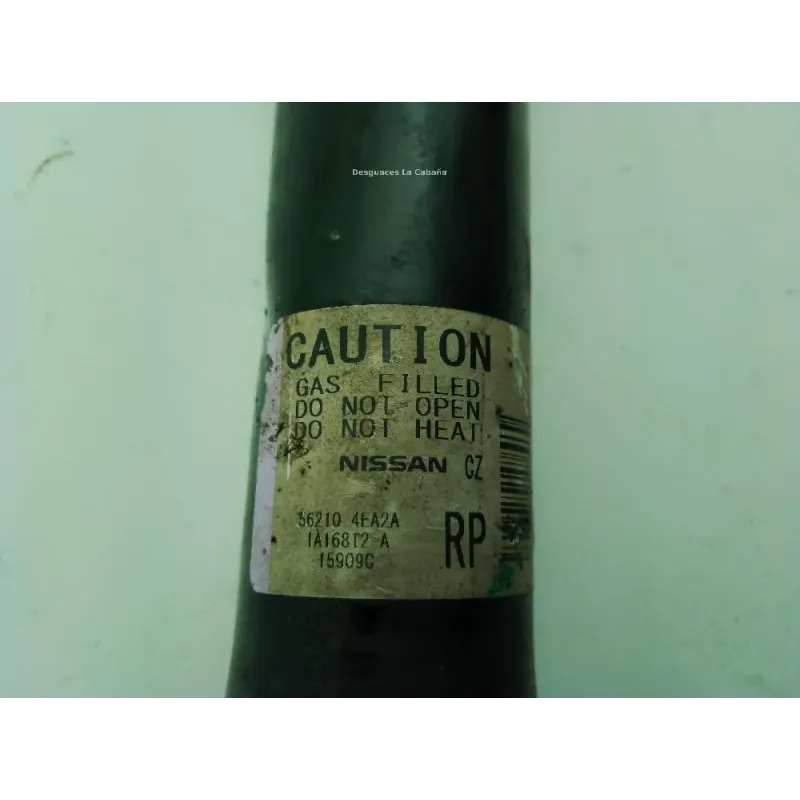 Desguaces La Cabaña
CAUTION
GAS FILLED
DO NOT OPEN
DO NOT HEAT
NISSAN CZ
56210 4EA2A
1A16812-A
15909C
RP